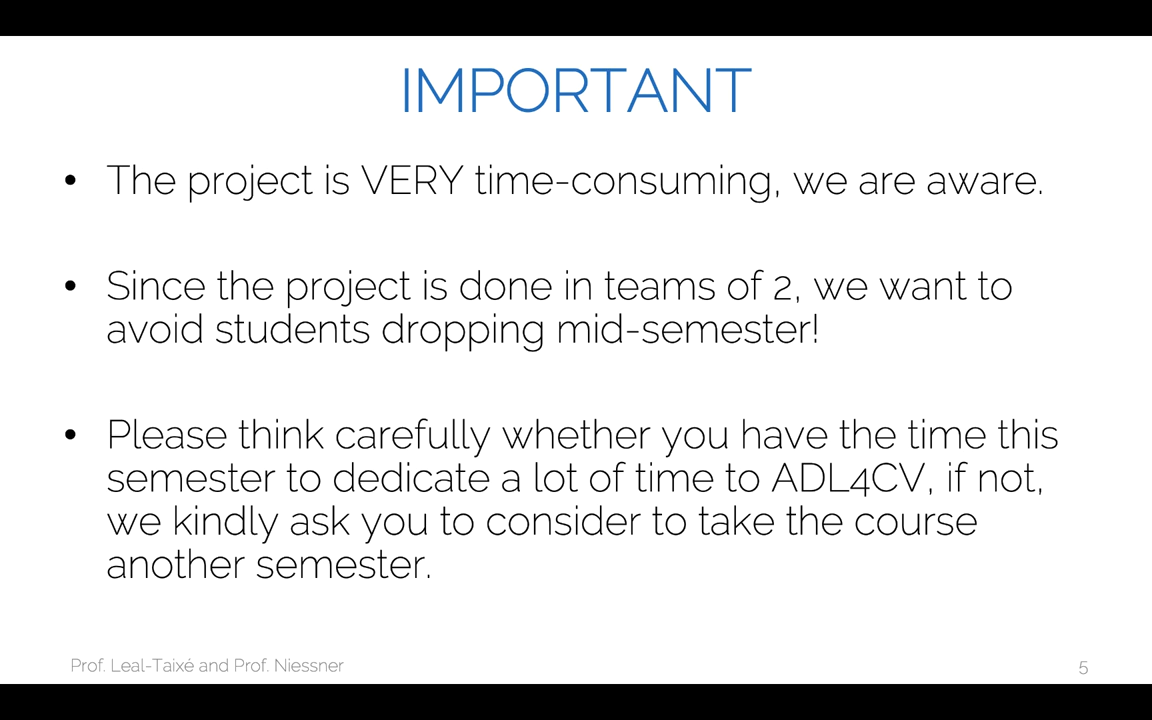 IMPORTANT
• The project is VERY time-consuming, we are aware.
• Since the project is done in teams of 2, we want to
avoid students dropping mid-semester!
• Please think carefully whether you have the time this
semester to dedicate a lot of time to ADL4CV, if not,
we kindly ask you to consider to take the course
another semester.
Prof. Leal-Taixé and Prof. Niessner
5